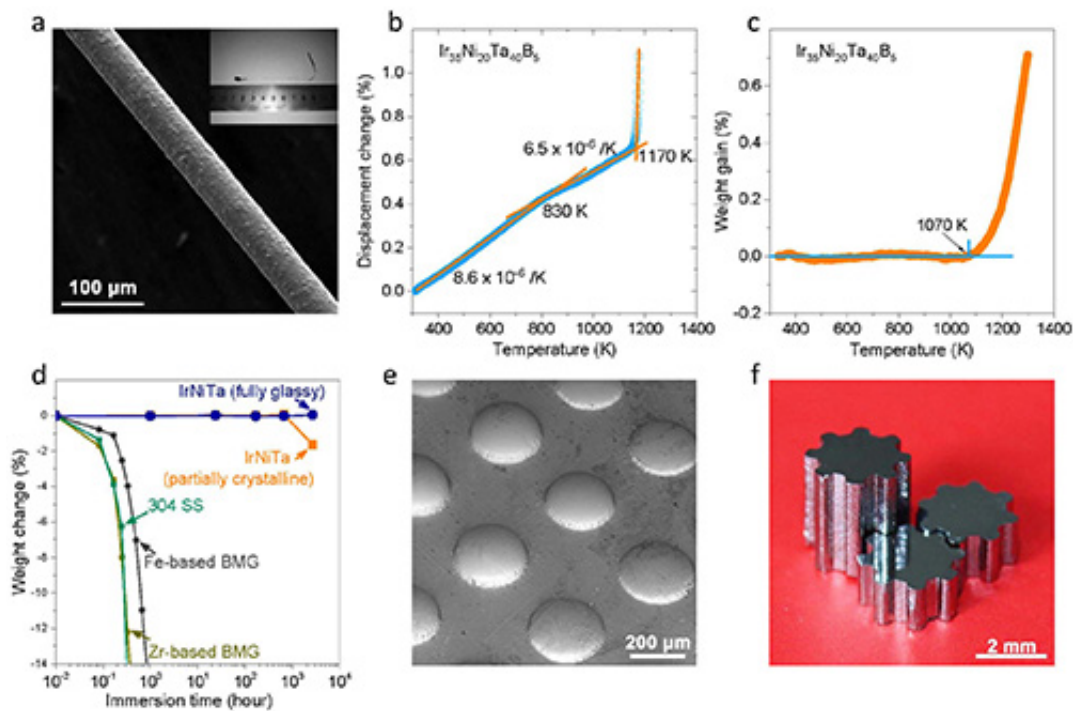 a
100 μm
b
Ir₃₅Ni₂₀Ta₄₀B₅
Displacement change (%)
1.0
0.8
0.6
0.4
0.2
0.0
6.5 x 10⁻⁶ /K
1170 K
830 K
8.6 x 10⁻⁶ /K
400 600 800 1000 1200 1400
Temperature (K)
c
Ir₃₅Ni₂₀Ta₄₀B₅
Weight gain (%)
0.8
0.6
0.4
0.2
0.0
-0.2
1070 K
400 600 800 1000 1200 1400
Temperature (K)
d
Weight change (%)
0
-2
-4
-6
-8
-10
-12
-14
IrNiTa (fully glassy)
IrNiTa
(partially crystalline)
304 SS
Fe-based BMG
Zr-based BMG
10⁻² 10⁻¹ 10⁰ 10¹ 10² 10³ 10⁴
Immersion time (hour)
e
200 μm
f
2 mm